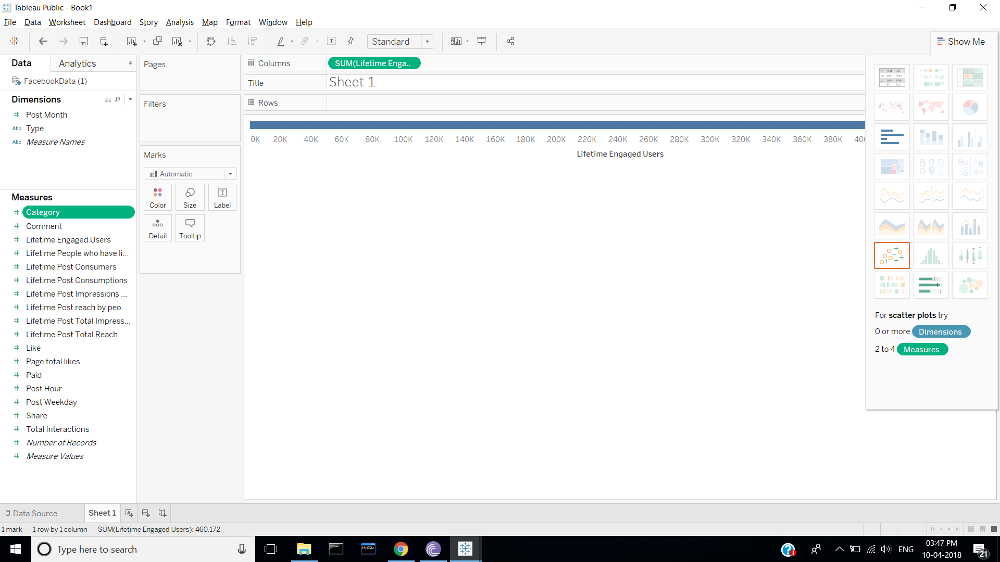 Tableau Public - Book1
File Data Worksheet Dashboard Story Analysis Map Format Window Help
Standard
Show Me
Data
Analytics
FacebookData (1)
Dimensions
Post Month
Abc Type
Abc Measure Names
Measures
Category
Comment
Lifetime Engaged Users
Lifetime People who have li...
Lifetime Post Consumers
Lifetime Post Consumptions
Lifetime Post Impressions ...
Lifetime Post reach by peo...
Lifetime Post Total Impress...
Lifetime Post Total Reach
Like
Page total likes
Paid
Post Hour
Post Weekday
Share
Total Interactions
Number of Records
Measure Values
Pages
Filters
Marks
Automatic
Color
Size
Label
Detail
Tooltip
Columns
SUM(Lifetime Enga..
Title
Sheet 1
Rows
0K 20K 40K 60K 80K 100K 120K 140K 160K 180K 200K 220K 240K 260K 280K 300K 320K 340K 360K 380K
Lifetime Engaged Users
For scatter plots try
0 or more Dimensions
2 to 4 Measures
Data Source
Sheet 1
1 mark 1 row by 1 column SUM(Lifetime Engaged Users): 460,172
Type here to search
MySQL
ENG
03:47 PM
10-04-2018
21